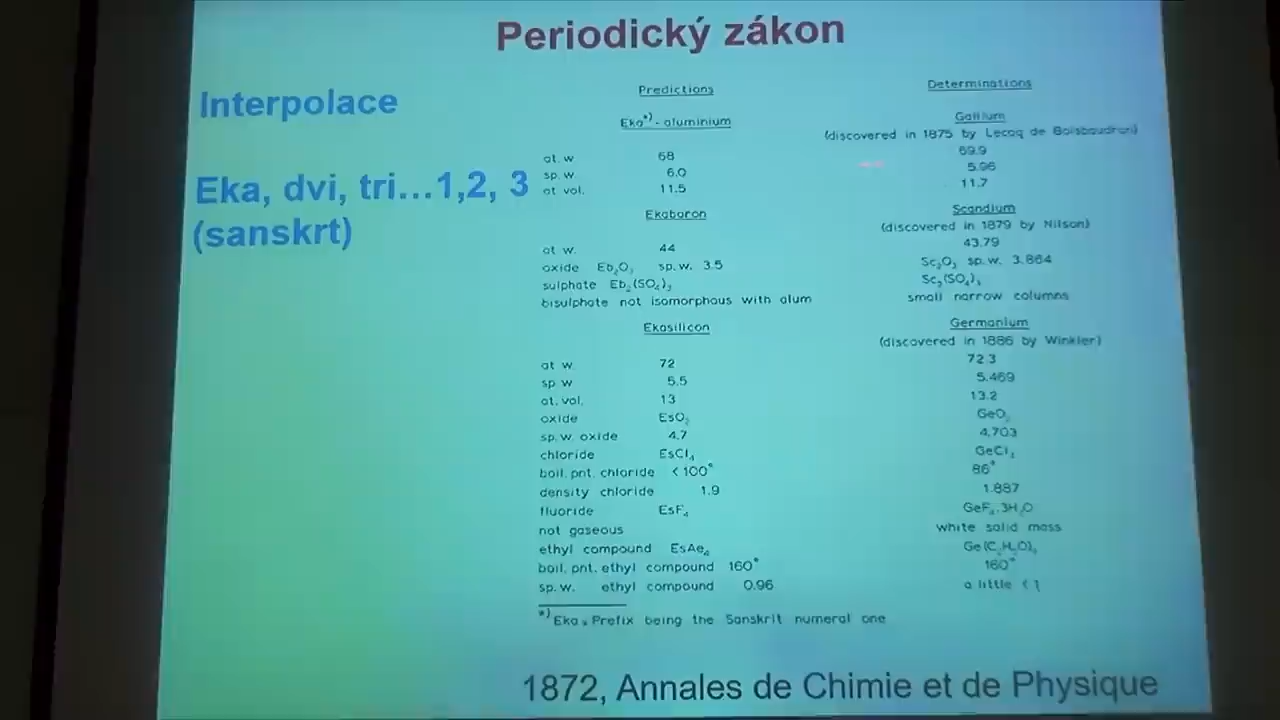 Periodický zákon
Interpolace
Eka, dvi, tri...1,2, 3
(sanskrt)
Predictions Determinations
Eka*) - aluminium Gallium
(discovered in 1875 by Lecoq de Boisbaudran)
at. w 68 69.9
sp. w. 6.0 5.96
at vol. 11.5 11.7
Ekaboron Scandium
(discovered in 1879 by Nilson)
at w. 44 43.79
oxide Eb₂O₃ sp.w. 3.5 Sc₂O₃ sp.w. 3.864
sulphate Eb₂(SO₄)₃ Sc₂(SO₄)₃
bisulphate not isomorphous with alum small narrow columns
Ekasilicon Germanium
(discovered in 1886 by Winkler)
at w 72 72.3
sp w 5.5 5.469
at. vol. 13 13.2
oxide EsO₂ GeO₂
sp.w. oxide 4.7 4.703
chloride EsCl₄ GeCl₄
boil. pnt. chloride <100° 86°
density chloride 1.9 1.887
fluoride EsF₄ GeF₄.3H₂O
not gaseous white solid mass
ethyl compound EsAe₄ Ge(C₂H₅O)₄
boil. pnt. ethyl compound 160° 160°
sp. w. ethyl compound 0.96 a little < 1
*) Eka, Prefix being the Sanskrit numeral one
1872, Annales de Chimie et de Physique